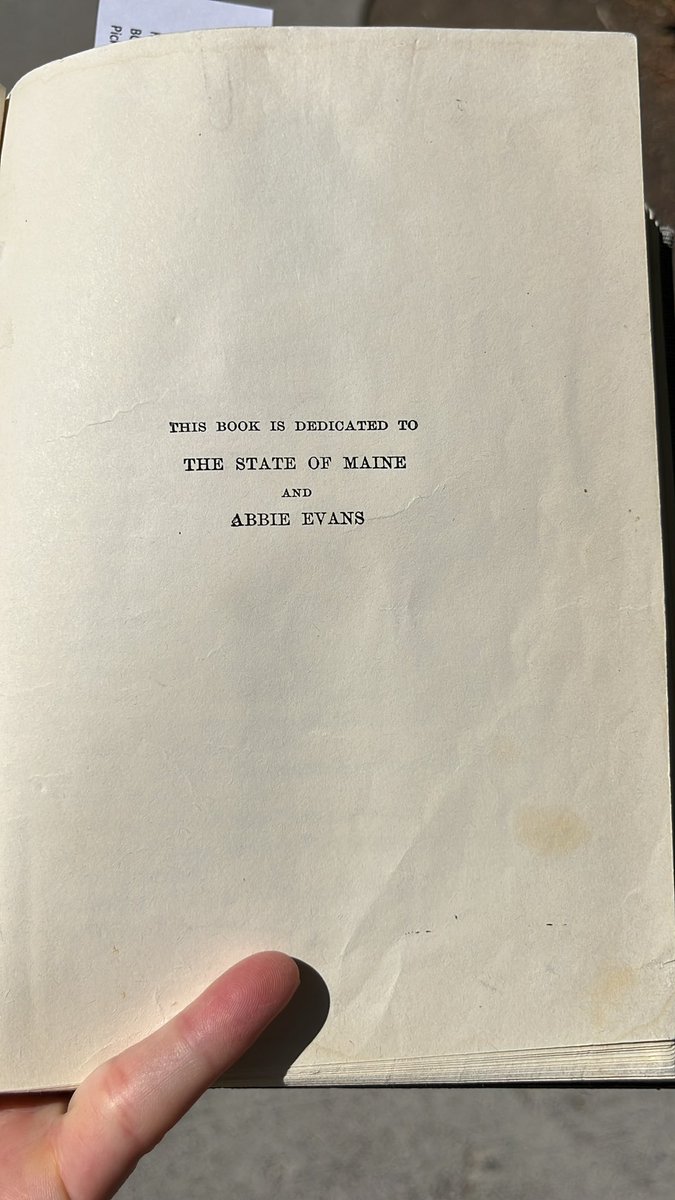 THIS BOOK IS DEDICATED TO
THE STATE OF MAINE
AND
ABBIE EVANS